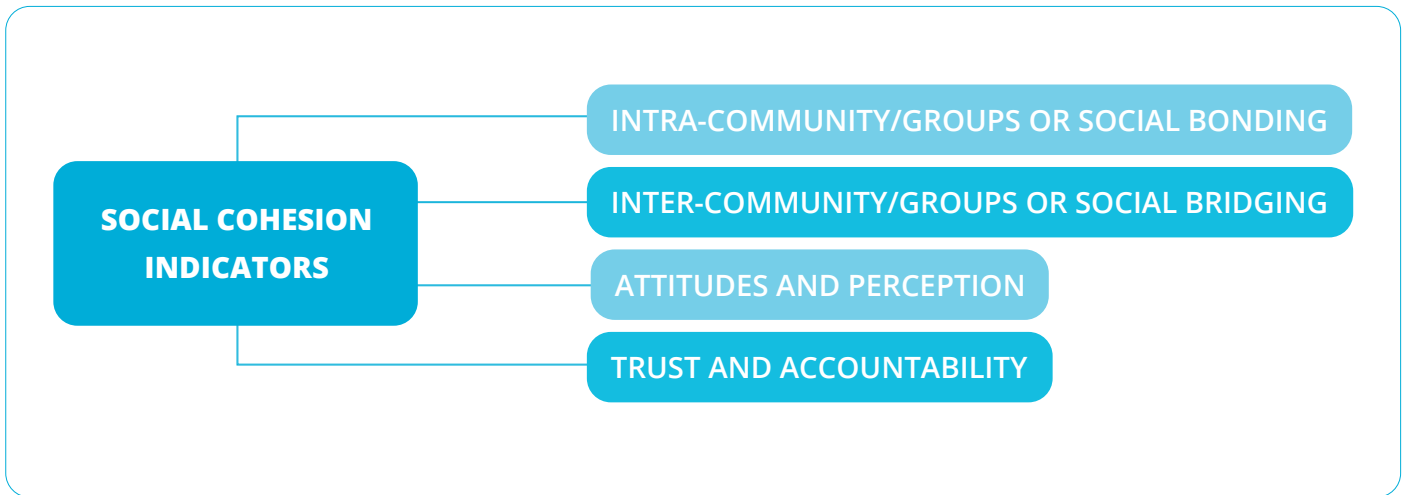 SOCIAL COHESION
INDICATORS
INTRA-COMMUNITY/GROUPS OR SOCIAL BONDING
INTER-COMMUNITY/GROUPS OR SOCIAL BRIDGING
ATTITUDES AND PERCEPTION
TRUST AND ACCOUNTABILITY